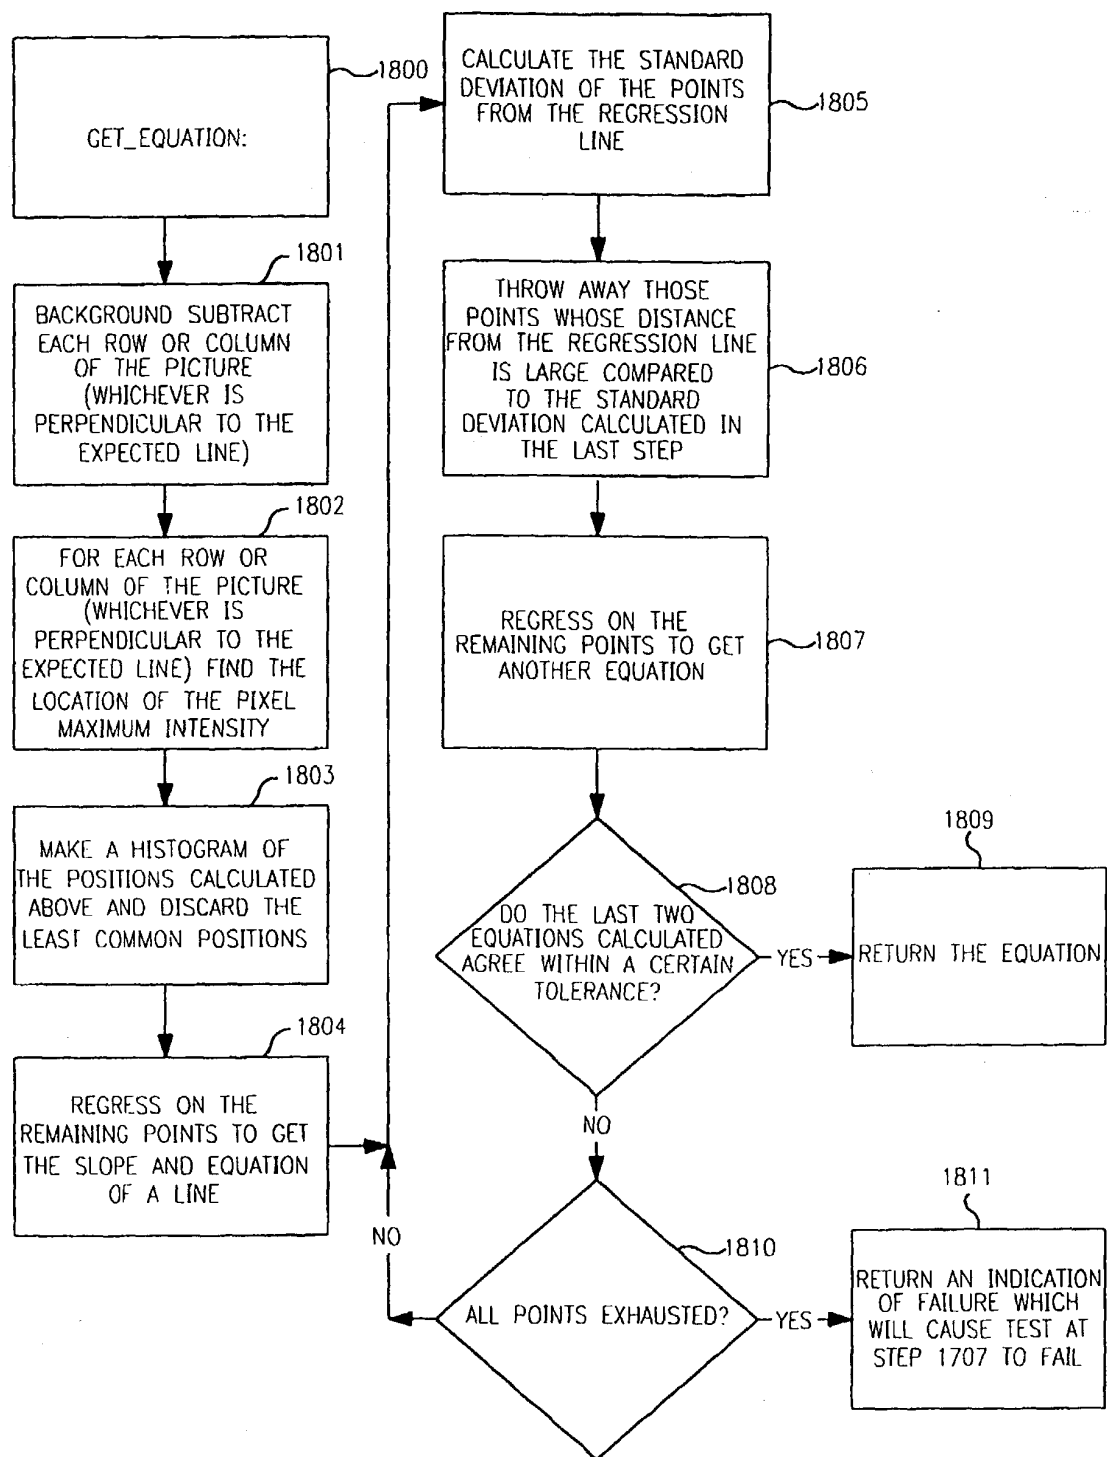 1800
GET_EQUATION:
1801
BACKGROUND SUBTRACT
EACH ROW OR COLUMN
OF THE PICTURE
(WHICHEVER IS
PERPENDICULAR TO THE
EXPECTED LINE)
1802
FOR EACH ROW OR
COLUMN OF THE PICTURE
(WHICHEVER IS
PERPENDICULAR TO THE
EXPECTED LINE) FIND THE
LOCATION OF THE PIXEL
MAXIMUM INTENSITY
1803
MAKE A HISTOGRAM OF
THE POSITIONS CALCULATED
ABOVE AND DISCARD THE
LEAST COMMON POSITIONS
1804
REGRESS ON THE
REMAINING POINTS TO GET
THE SLOPE AND EQUATION
OF A LINE
CALCULATE THE STANDARD
DEVIATION OF THE POINTS
FROM THE REGRESSION
LINE
1805
THROW AWAY THOSE
POINTS WHOSE DISTANCE
FROM THE REGRESSION LINE
IS LARGE COMPARED
TO THE STANDARD
DEVIATION CALCULATED IN
THE LAST STEP
1806
REGRESS ON THE
REMAINING POINTS TO GET
ANOTHER EQUATION
1807
1808
DO THE LAST TWO
EQUATIONS CALCULATED
AGREE WITHIN A CERTAIN
TOLERANCE?
YES
1809
RETURN THE EQUATION
NO
1810
ALL POINTS EXHAUSTED?
NO
YES
1811
RETURN AN INDICATION
OF FAILURE WHICH
WILL CAUSE TEST AT
STEP 1707 TO FAIL